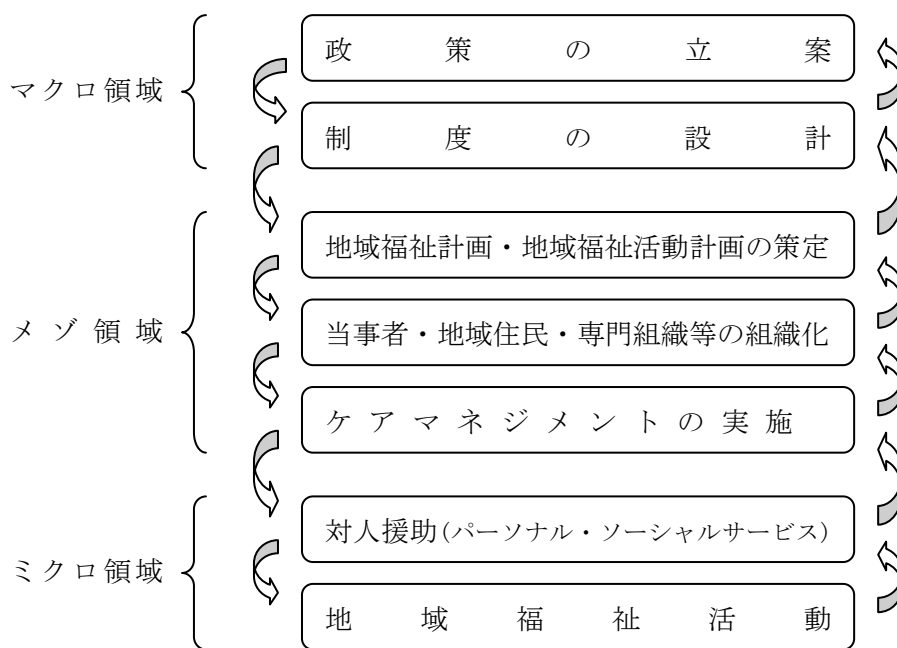 政策の立案
マクロ領域
制度の設計
地域福祉計画・地域福祉活動計画の策定
メゾ領域
当事者・地域住民・専門組織等の組織化
ケアマネジメントの実施
対人援助(パーソナル・ソーシャルサービス)
ミクロ領域
地域福祉活動